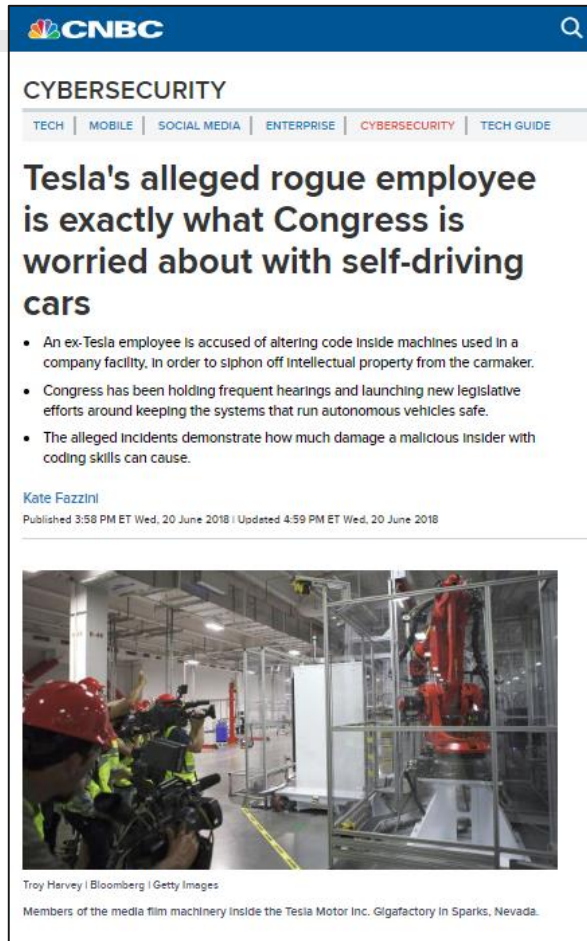 CNBC
CYBERSECURITY
TECH | MOBILE | SOCIAL MEDIA | ENTERPRISE | CYBERSECURITY | TECH GUIDE
Tesla's alleged rogue employee
is exactly what Congress is
worried about with self-driving
cars
• An ex-Tesla employee is accused of altering code inside machines used in a
company facility, in order to siphon off intellectual property from the carmaker.
• Congress has been holding frequent hearings and launching new legislative
efforts around keeping the systems that run autonomous vehicles safe.
• The alleged incidents demonstrate how much damage a malicious insider with
coding skills can cause.
Kate Fazzini
Published 3:58 PM ET Wed, 20 June 2018 | Updated 4:59 PM ET Wed, 20 June 2018
Troy Harvey | Bloomberg | Getty Images
Members of the media film machinery inside the Tesla Motor Inc. Gigafactory in Sparks, Nevada.